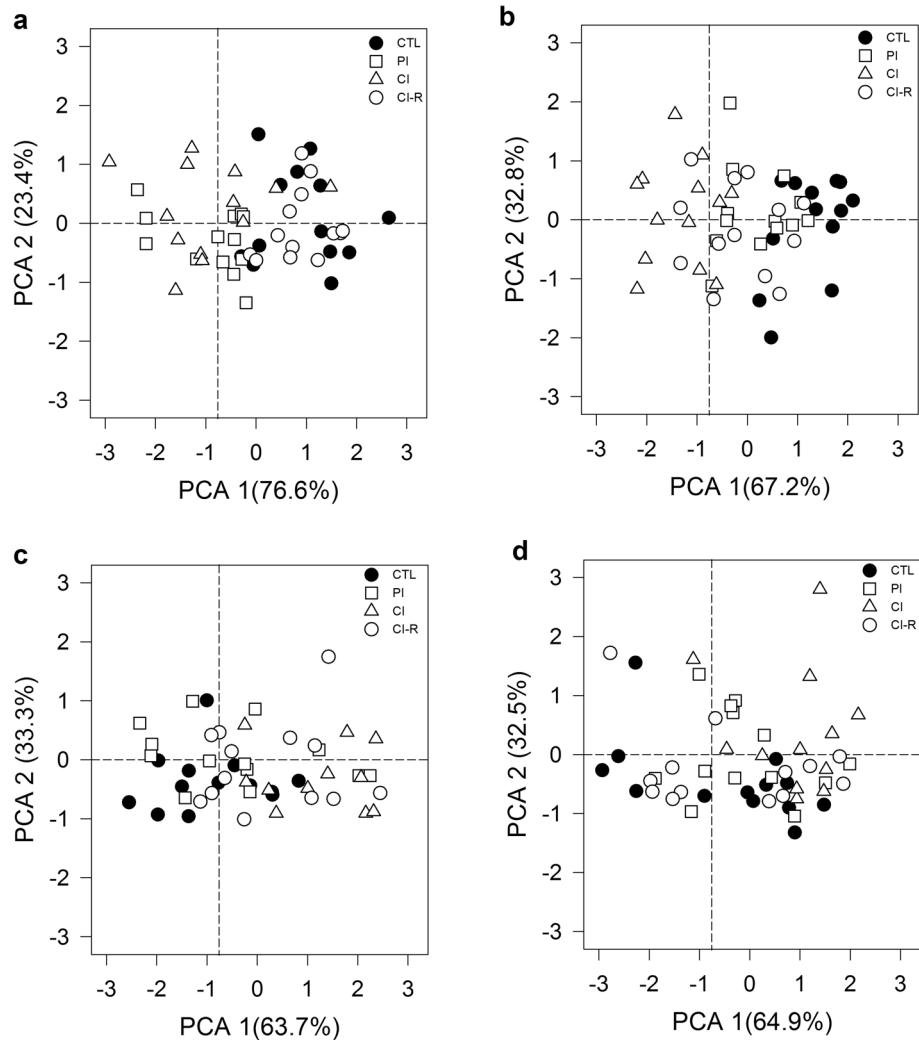 a
CTL
PI
CI
CI-R
3
2
1
0
-1
-2
-3
PCA 2 (23.4%)
-3 -2 -1 0 1 2 3
PCA 1(76.6%)
b
CTL
PI
CI
CI-R
3
2
1
0
-1
-2
-3
PCA 2 (32.8%)
-3 -2 -1 0 1 2 3
PCA 1(67.2%)
c
CTL
PI
CI
CI-R
3
2
1
0
-1
-2
-3
PCA 2 (33.3%)
-3 -2 -1 0 1 2 3
PCA 1(63.7%)
d
CTL
PI
CI
CI-R
3
2
1
0
-1
-2
-3
PCA 2 (32.5%)
-3 -2 -1 0 1 2 3
PCA 1(64.9%)